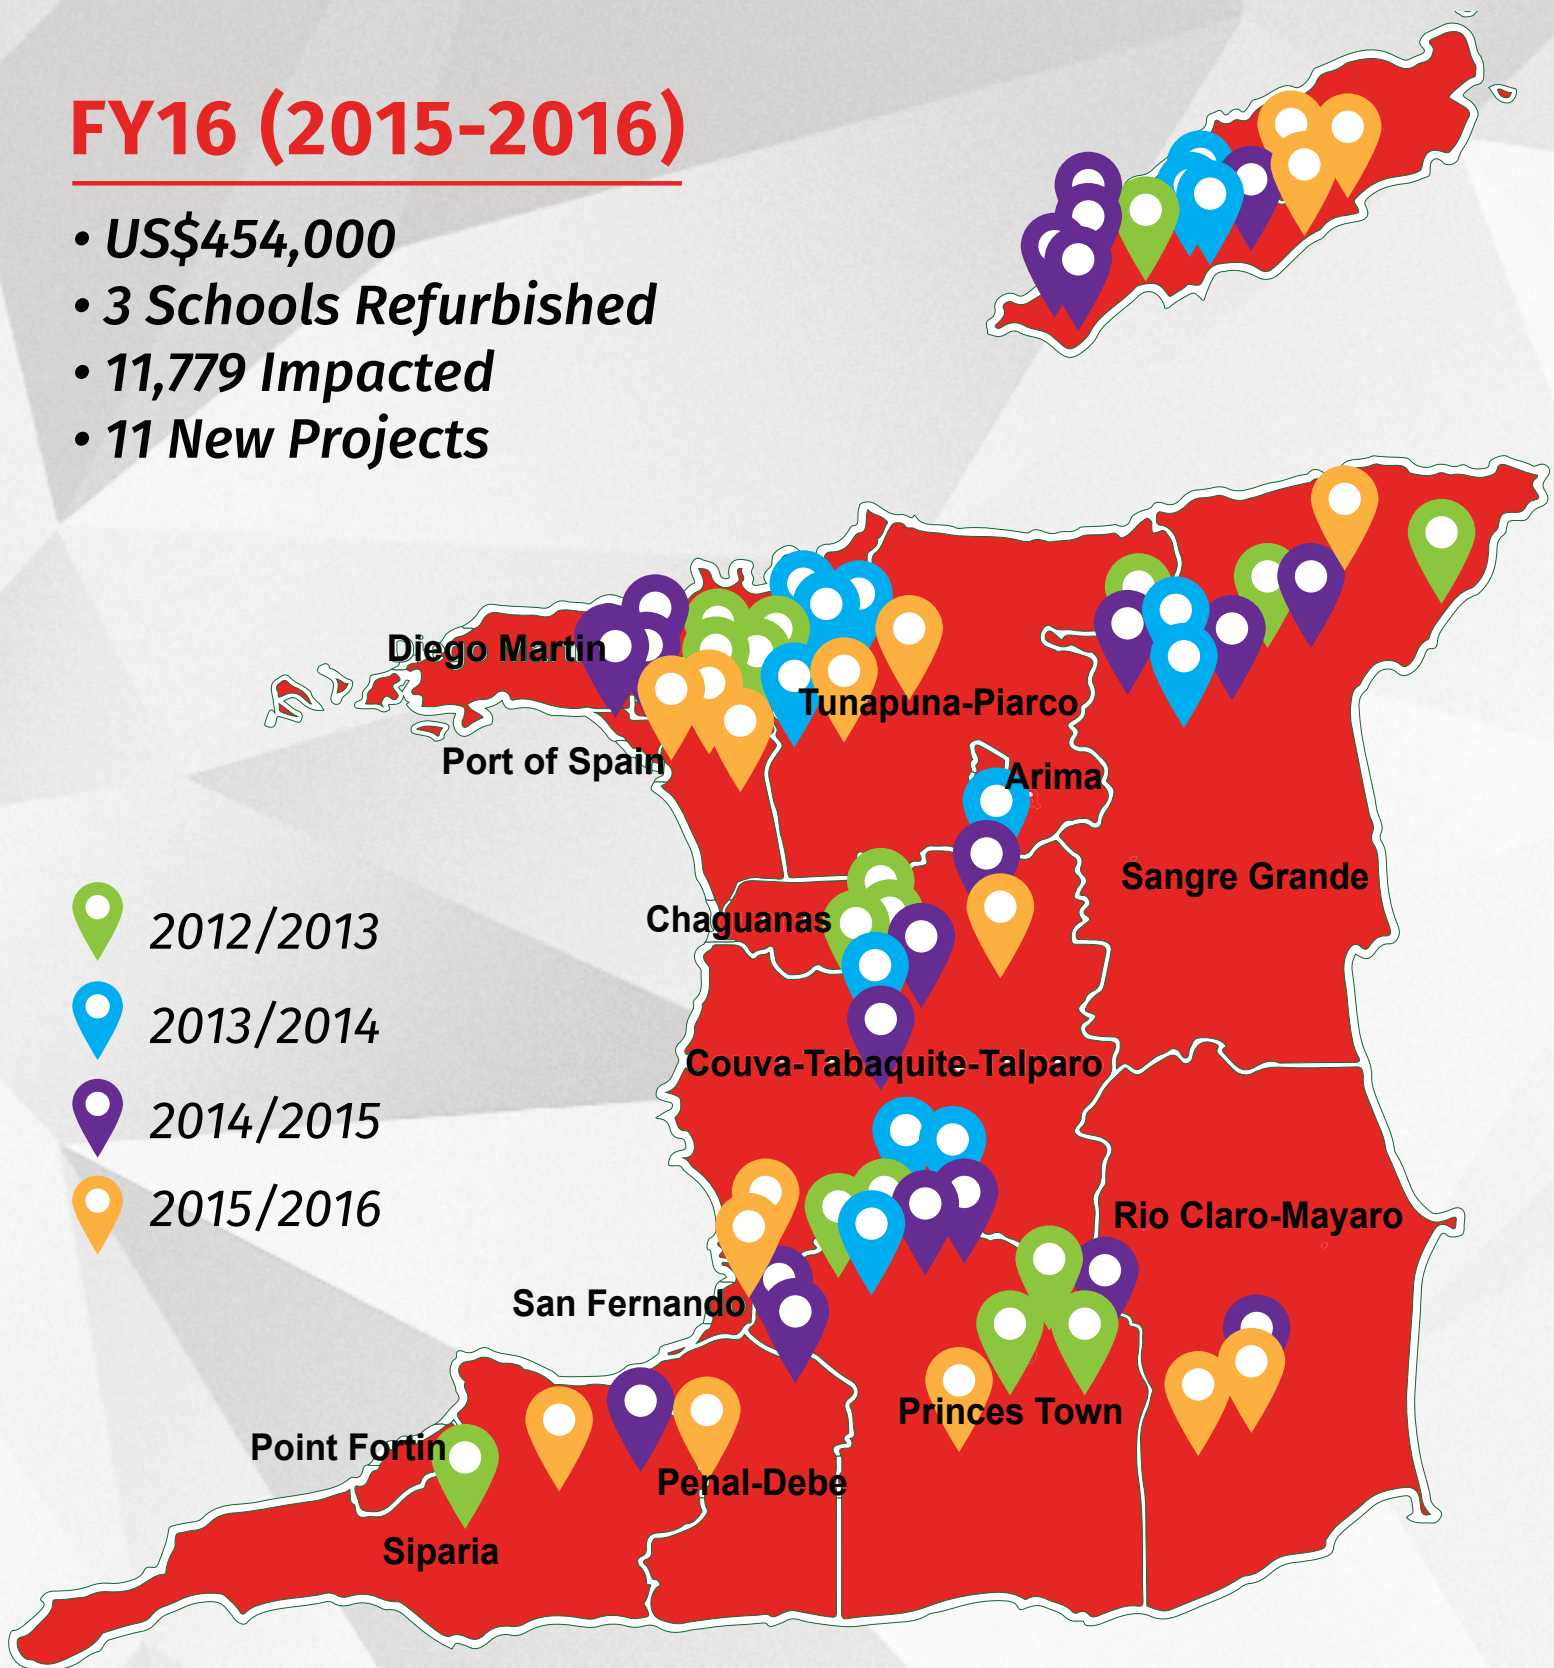 FY16 (2015-2016)
• US$454,000
• 3 Schools Refurbished
• 11,779 Impacted
• 11 New Projects
Diego Martin
Tunapuna-Piarco
Port of Spain
Arima
Sangre Grande
Chaguanas
2012/2013
2013/2014
Couva-Tabaquite-Talparo
2014/2015
2015/2016
Rio Claro-Mayaro
San Fernando
Princes Town
Point Fortin
Penal-Debe
Siparia